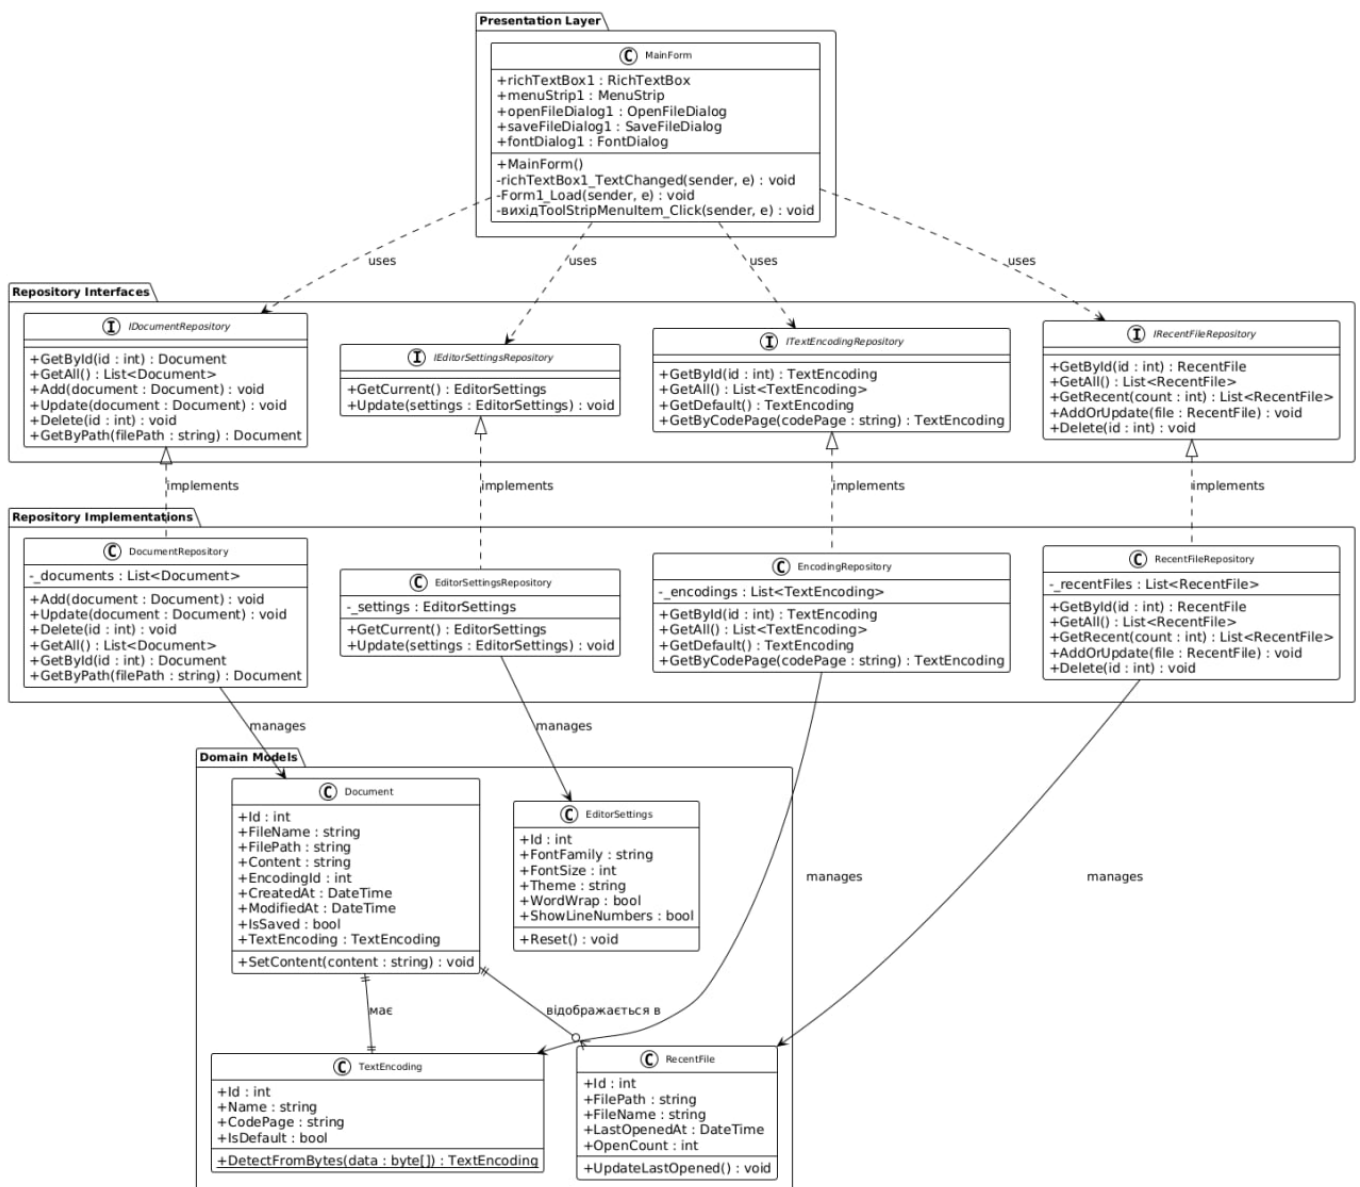 Presentation Layer
C MainForm
+richTextBox1 : RichTextBox
+menuStrip1 : MenuStrip
+openFileDialog1 : OpenFileDialog
+saveFileDialog1 : SaveFileDialog
+fontDialog1 : FontDialog
+MainForm()
-richTextBox1_TextChanged(sender, e) : void
-Form1_Load(sender, e) : void
-вихідToolStripMenuItem_Click(sender, e) : void
uses
uses
uses
uses
Repository Interfaces
I IDocumentRepository
+GetById(id : int) : Document
+GetAll() : List<Document>
+Add(document : Document) : void
+Update(document : Document) : void
+Delete(id : int) : void
+GetByPath(filePath : string) : Document
I IEditorSettingsRepository
+GetCurrent() : EditorSettings
+Update(settings : EditorSettings) : void
I ITextEncodingRepository
+GetById(id : int) : TextEncoding
+GetAll() : List<TextEncoding>
+GetDefault() : TextEncoding
+GetByCodePage(codePage : string) : TextEncoding
I IRecentFileRepository
+GetById(id : int) : RecentFile
+GetAll() : List<RecentFile>
+GetRecent(count : int) : List<RecentFile>
+AddOrUpdate(file : RecentFile) : void
+Delete(id : int) : void
implements
implements
implements
implements
Repository Implementations
C DocumentRepository
-_documents : List<Document>
+Add(document : Document) : void
+Update(document : Document) : void
+Delete(id : int) : void
+GetAll() : List<Document>
+GetById(id : int) : Document
+GetByPath(filePath : string) : Document
C EditorSettingsRepository
-_settings : EditorSettings
+GetCurrent() : EditorSettings
+Update(settings : EditorSettings) : void
C EncodingRepository
-_encodings : List<TextEncoding>
+GetById(id : int) : TextEncoding
+GetAll() : List<TextEncoding>
+GetDefault() : TextEncoding
+GetByCodePage(codePage : string) : TextEncoding
C RecentFileRepository
-_recentFiles : List<RecentFile>
+GetById(id : int) : RecentFile
+GetAll() : List<RecentFile>
+GetRecent(count : int) : List<RecentFile>
+AddOrUpdate(file : RecentFile) : void
+Delete(id : int) : void
manages
manages
manages
manages
Domain Models
C Document
+Id : int
+FileName : string
+FilePath : string
+Content : string
+EncodingId : int
+CreatedAt : DateTime
+ModifiedAt : DateTime
+IsSaved : bool
+TextEncoding : TextEncoding
+SetContent(content : string) : void
C EditorSettings
+Id : int
+FontFamily : string
+FontSize : int
+Theme : string
+WordWrap : bool
+ShowLineNumbers : bool
+Reset() : void
має
відображається в
C TextEncoding
+Id : int
+Name : string
+CodePage : string
+IsDefault : bool
+DetectFromBytes(data : byte[]) : TextEncoding
C RecentFile
+Id : int
+FilePath : string
+FileName : string
+LastOpenedAt : DateTime
+OpenCount : int
+UpdateLastOpened() : void